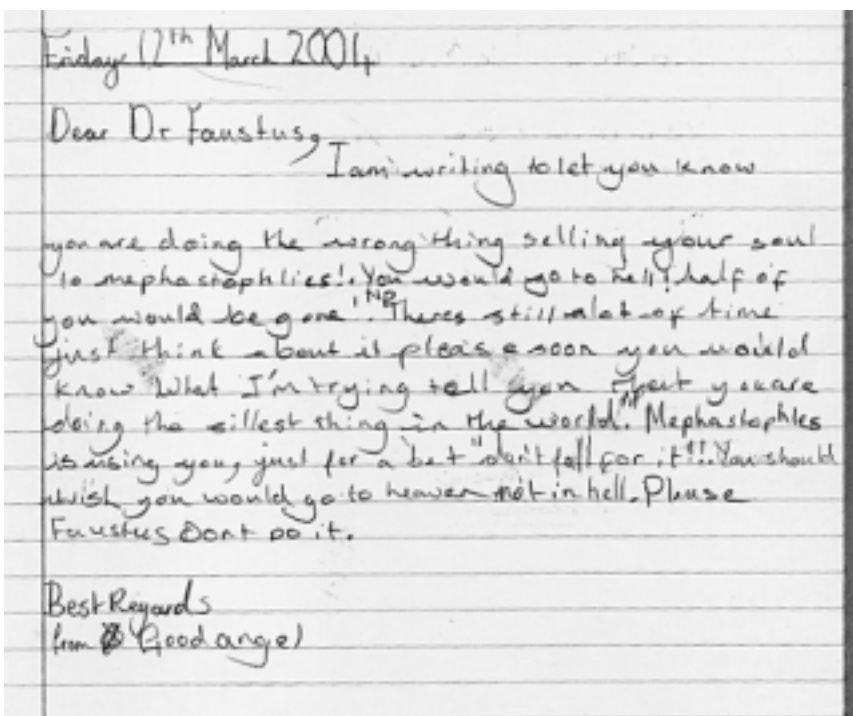 Friday 12th March 2004
Dear Dr Faustus,
I am writing to let you know
you are doing the wrong thing selling your soul
to mephastophlies!. You would go to hell! half of
you would be gone!". Theres still alot of time
just think about it please soon you would
know what I'm trying tell you that you are
doing the sillest thing in the world!". Mephastophles
is using you, just for a bet "don't fall for it"!!. You should
wish you would go to heaven not in hell. Please
Faustus Dont Do it.
Best Regards
from Good angel